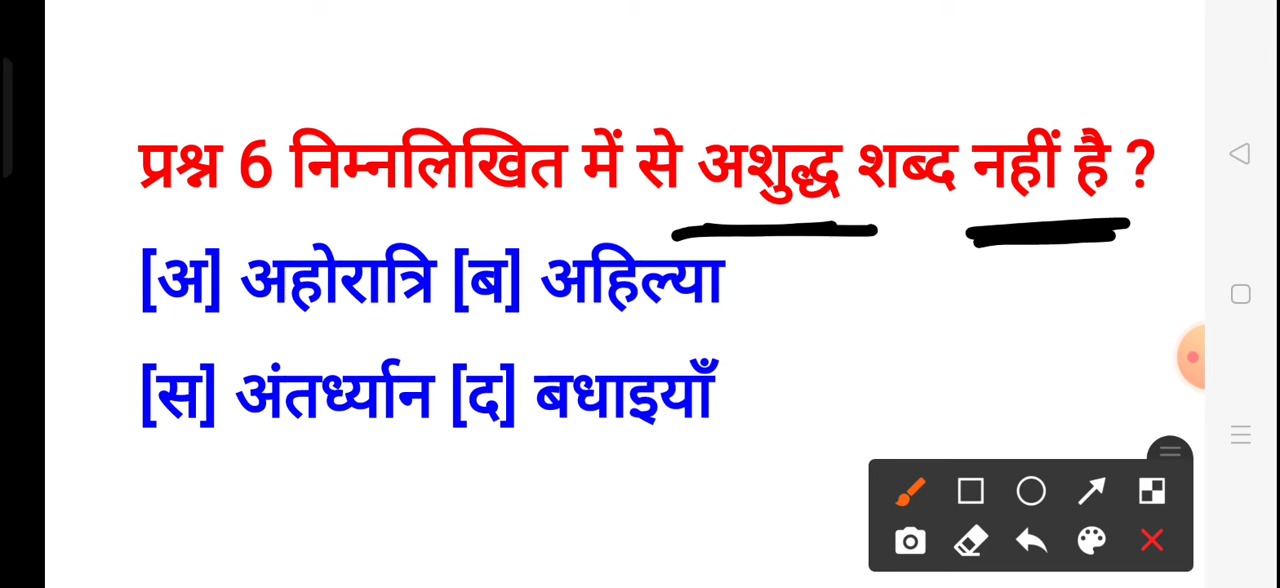 प्रश्न 6 निम्नलिखित में से अशुद्ध शब्द नहीं है ?
[अ] अहोरात्रि [ब] अहिल्या
[स] अंतर्ध्यान [द] बधाइयाँ